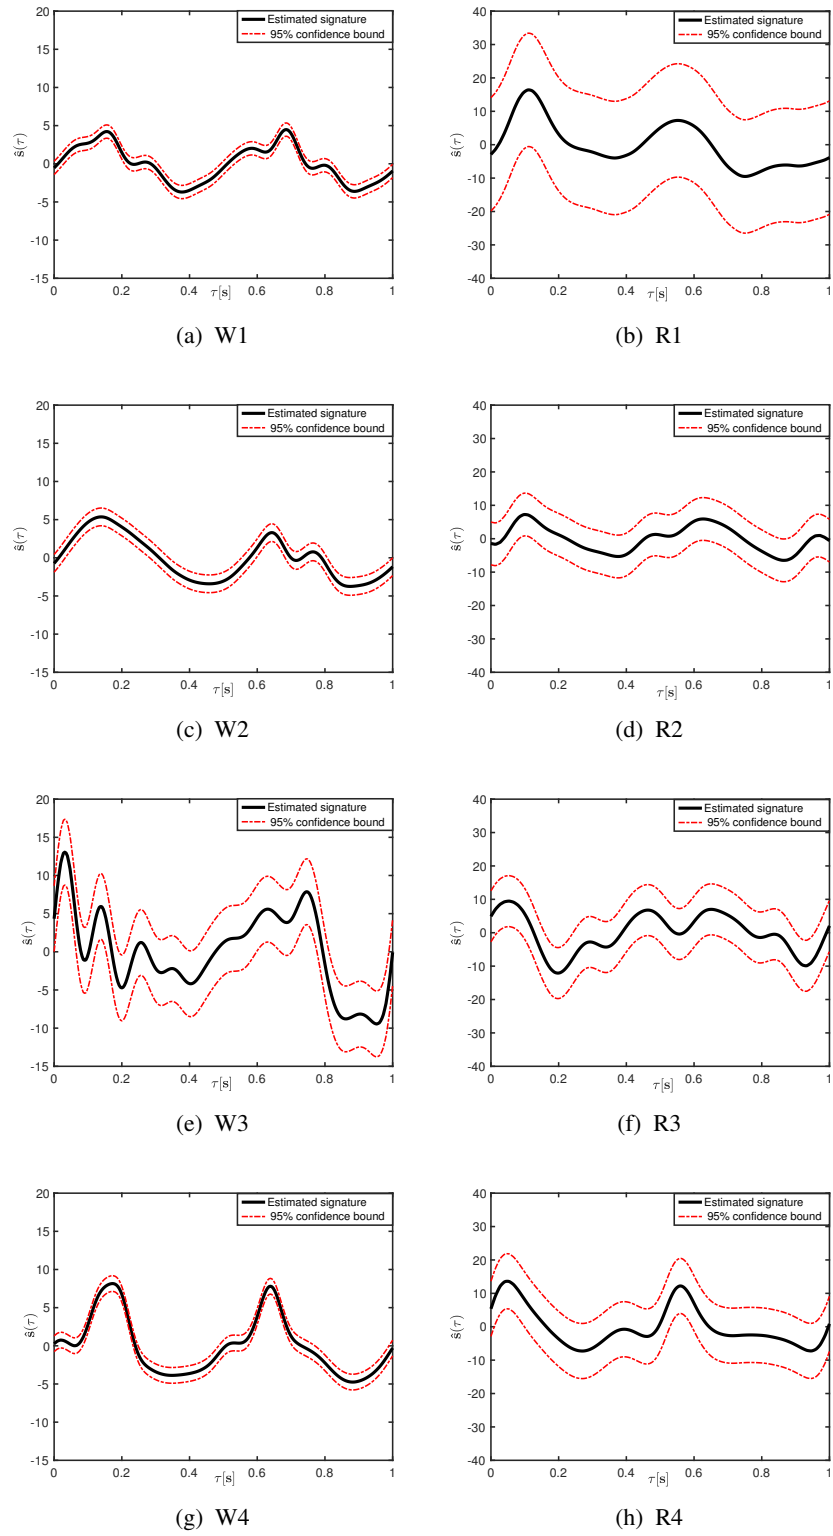 20
15
10
5
0
-5
-10
-15
0 0.2 0.4 0.6 0.8 1
ŝ(τ)
τ[s]
Estimated signature
95% confidence bound
(a) W1
40
30
20
10
0
-10
-20
-30
-40
0 0.2 0.4 0.6 0.8 1
ŝ(τ)
τ[s]
Estimated signature
95% confidence bound
(b) R1
20
15
10
5
0
-5
-10
-15
0 0.2 0.4 0.6 0.8 1
ŝ(τ)
τ[s]
Estimated signature
95% confidence bound
(c) W2
40
30
20
10
0
-10
-20
-30
-40
0 0.2 0.4 0.6 0.8 1
ŝ(τ)
τ[s]
Estimated signature
95% confidence bound
(d) R2
20
15
10
5
0
-5
-10
-15
0 0.2 0.4 0.6 0.8 1
ŝ(τ)
τ[s]
Estimated signature
95% confidence bound
(e) W3
40
30
20
10
0
-10
-20
-30
-40
0 0.2 0.4 0.6 0.8 1
ŝ(τ)
τ[s]
Estimated signature
95% confidence bound
(f) R3
20
15
10
5
0
-5
-10
-15
0 0.2 0.4 0.6 0.8 1
ŝ(τ)
τ[s]
Estimated signature
95% confidence bound
(g) W4
40
30
20
10
0
-10
-20
-30
-40
0 0.2 0.4 0.6 0.8 1
ŝ(τ)
τ[s]
Estimated signature
95% confidence bound
(h) R4